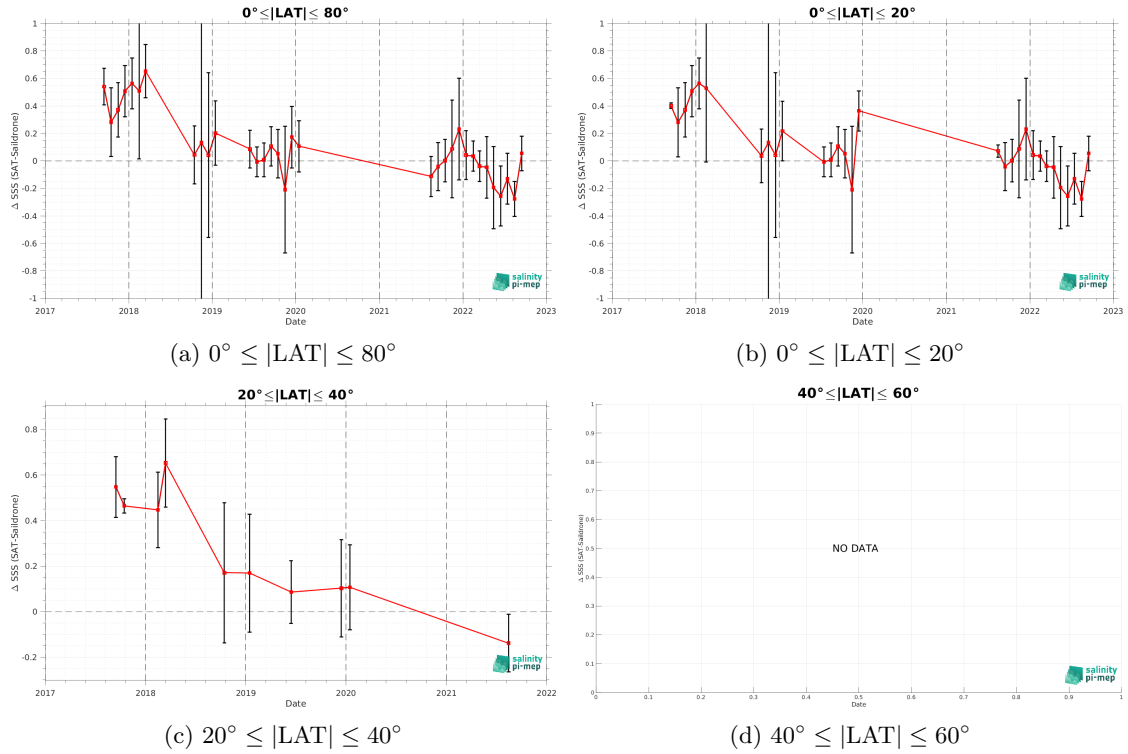 0°≤|LAT|≤ 80°
1
0.8
0.6
0.4
0.2
0
-0.2
-0.4
-0.6
-0.8
-1
Δ SSS (SAT-Saildrone)
2017 2018 2019 2020 2021 2022 2023
Date
salinity
pi-mep
(a) 0° ≤ |LAT| ≤ 80°
0°≤|LAT|≤ 20°
1
0.8
0.6
0.4
0.2
0
-0.2
-0.4
-0.6
-0.8
-1
Δ SSS (SAT-Saildrone)
2017 2018 2019 2020 2021 2022 2023
Date
salinity
pi-mep
(b) 0° ≤ |LAT| ≤ 20°
20°≤|LAT|≤ 40°
0.8
0.6
0.4
0.2
0
-0.2
Δ SSS (SAT-Saildrone)
2017 2018 2019 2020 2021 2022
Date
salinity
pi-mep
(c) 20° ≤ |LAT| ≤ 40°
40°≤|LAT|≤ 60°
1
0.9
0.8
0.7
0.6
0.5
0.4
0.3
0.2
0.1
0
Δ SSS (SAT-Saildrone)
NO DATA
0 0.1 0.2 0.3 0.4 0.5 0.6 0.7 0.8 0.9 1
Date
salinity
pi-mep
(d) 40° ≤ |LAT| ≤ 60°